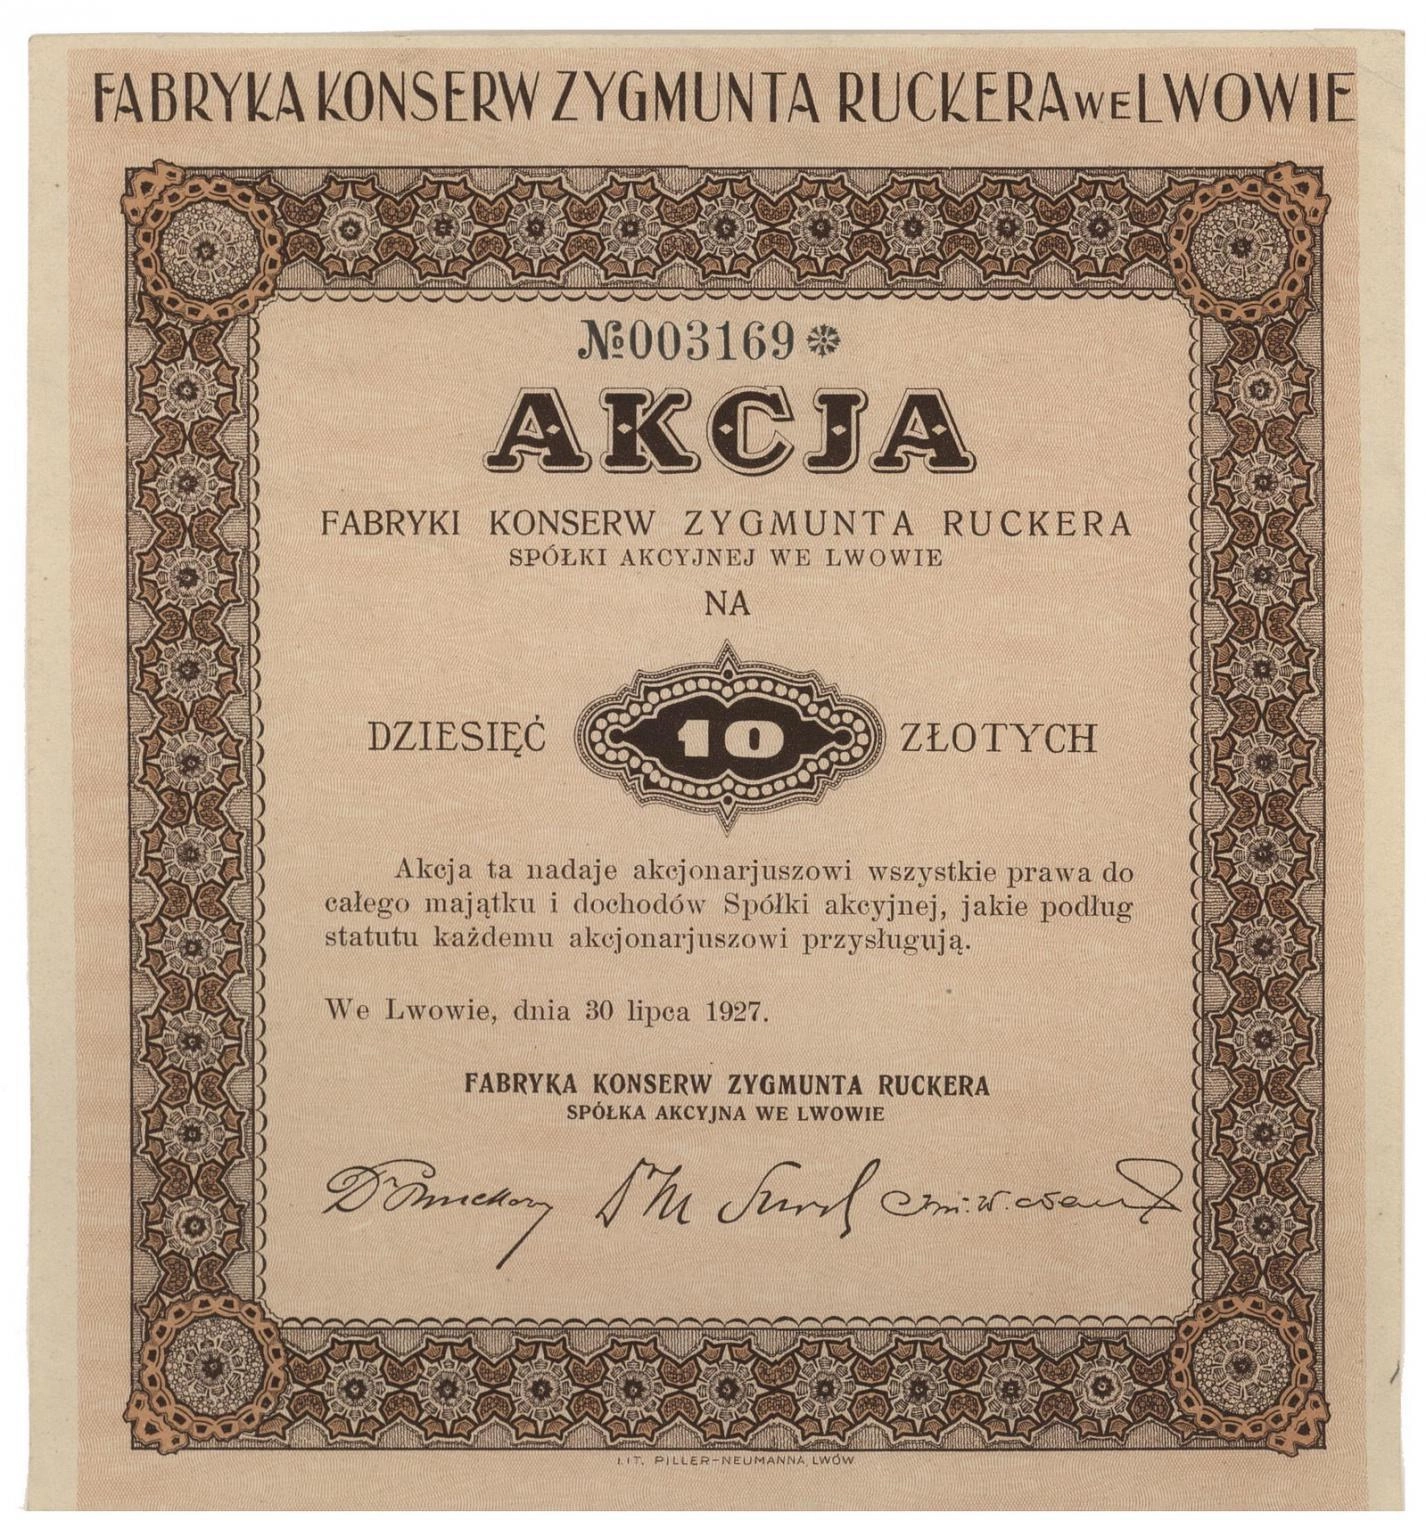 FABRYKA KONSERW ZYGMUNTA RUCKERA WE LWOWIE
№ 003169
AKCJA
FABRYKI KONSERW ZYGMUNTA RUCKERA
SPÓŁKI AKCYJNEJ WE LWOWIE
NA
DZIESIĘĆ 10 ZŁOTYCH
Akcja ta nadaje akcjonarjuszowi wszystkie prawa do
całego majątku i dochodów Spółki akcyjnej, jakie podług
statutu każdemu akcjonarjuszowi przysługują.
We Lwowie, dnia 30 lipca 1927.
FABRYKA KONSERW ZYGMUNTA RUCKERA
SPÓŁKA AKCYJNA WE LWOWIE
LIT. PILLER-NEUMANNA, LWÓW